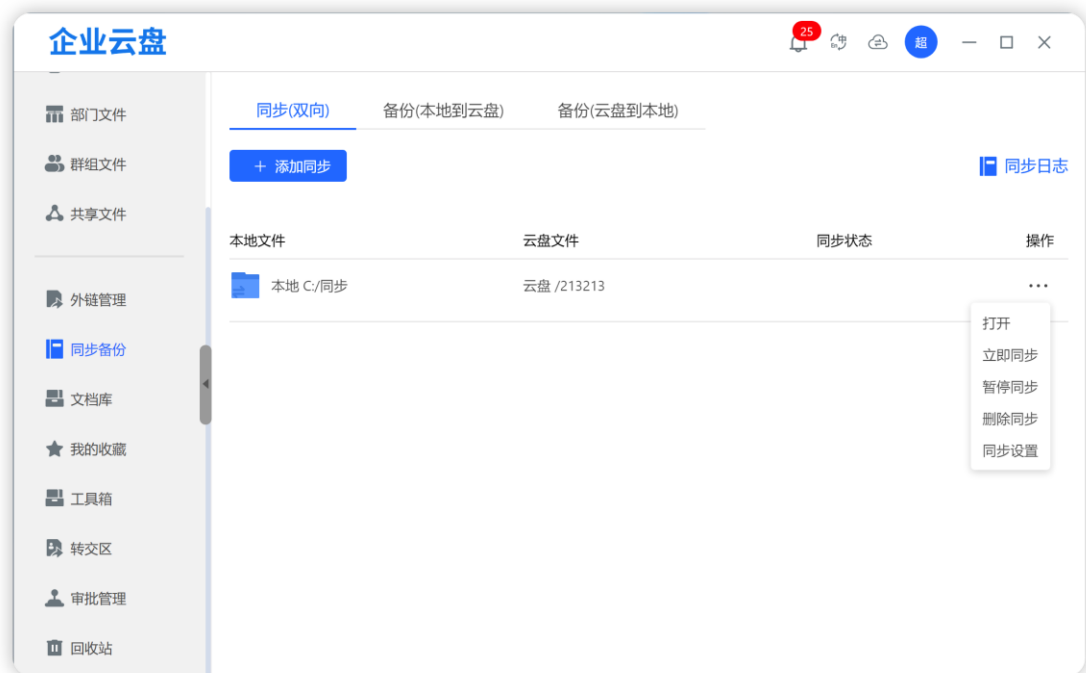 企业云盘
25
超
部门文件
群组文件
共享文件
外链管理
同步备份
文档库
我的收藏
工具箱
转交区
审批管理
回收站
同步(双向) 备份(本地到云盘) 备份(云盘到本地)
+ 添加同步
同步日志
本地文件 云盘文件 同步状态 操作
本地 C:/同步 云盘 /213213 ...
打开
立即同步
暂停同步
删除同步
同步设置